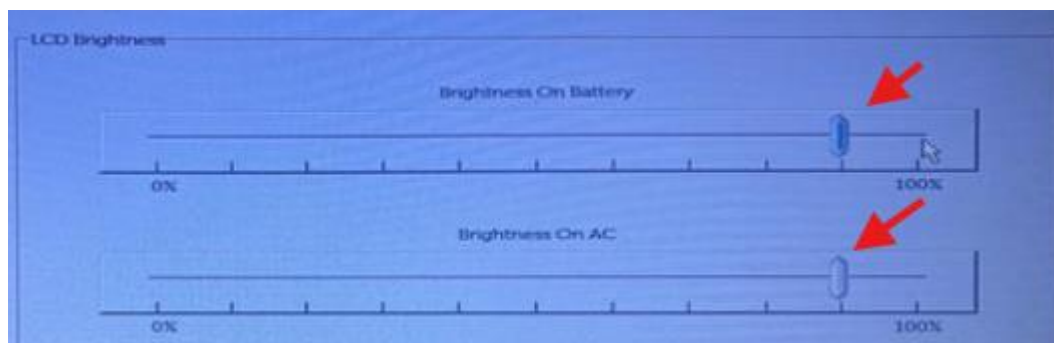 LCD Brightness
Brightness On Battery
0% 100%
Brightness On AC
0% 100%